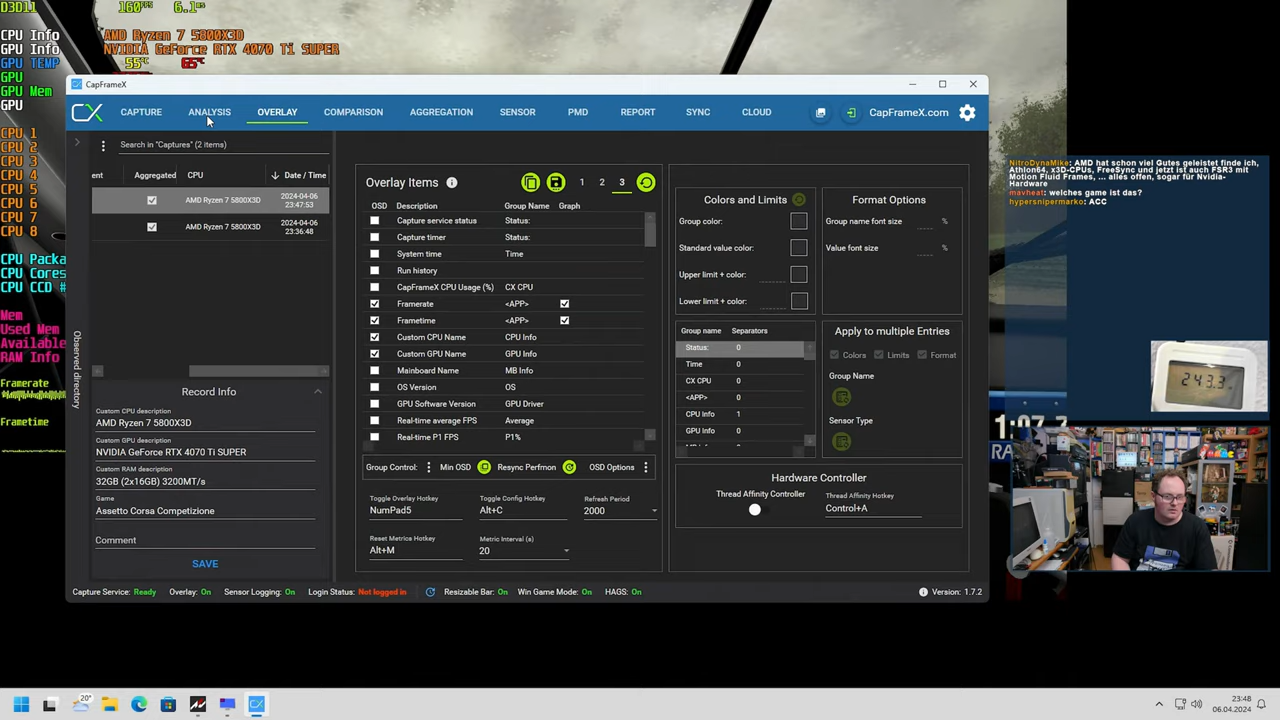 D3D11 160FPS 6.1ms
CPU Info AMD Ryzen 7 5800X3D
GPU Info NVIDIA GeForce RTX 4070 Ti SUPER
GPU TEMP 55°C 65°C
GPU
GPU Mem
GPU
CPU 1
CPU 2
CPU 3
CPU 4
CPU 5
CPU 6
CPU 7
CPU 8
CPU Packa
CPU Cores
CPU CCD #
Mem
Used Mem
Available
RAM Info
Framerate
Frametime
CapFrameX
CX CAPTURE ANALYSIS OVERLAY COMPARISON AGGREGATION SENSOR PMD REPORT SYNC CLOUD CapFrameX.com
Search in "Captures" (2 items)
ent Aggregated CPU Date / Time
AMD Ryzen 7 5800X3D 2024-04-06 23:47:53
AMD Ryzen 7 5800X3D 2024-04-06 23:36:48
Observed directory
Record Info
Custom CPU description
AMD Ryzen 7 5800X3D
Custom GPU description
NVIDIA GeForce RTX 4070 Ti SUPER
Custom RAM description
32GB (2x16GB) 3200MT/s
Game
Assetto Corsa Competizione
Comment
SAVE
Overlay Items 1 2 3
OSD Description Group Name Graph
Capture service status Status:
Capture timer Status:
System time Time
Run history
CapFrameX CPU Usage (%) CX CPU
Framerate <APP>
Frametime <APP>
Custom CPU Name CPU Info
Custom GPU Name GPU Info
Mainboard Name MB Info
OS Version OS
GPU Software Version GPU Driver
Real-time average FPS Average
Real-time P1 FPS P1%
Group Control: Min OSD Resync Perfmon OSD Options
Toggle Overlay Hotkey
NumPad5
Toggle Config Hotkey
Alt+C
Refresh Period
2000
Reset Metrics Hotkey
Alt+M
Metric Interval (s)
20
Colors and Limits
Group color:
Standard value color:
Upper limit + color:
Lower limit + color:
Format Options
Group name font size %
Value font size %
Group name Separators
Status: 0
Time 0
CX CPU 0
<APP> 0
CPU Info 1
GPU Info 0
Apply to multiple Entries
Colors Limits Format
Group Name
Sensor Type
Hardware Controller
Thread Affinity Controller
Thread Affinity Hotkey
Control+A
Capture Service: Ready Overlay: On Sensor Logging: On Login Status: Not logged in Resizable Bar: On Win Game Mode: On HAGS: On Version: 1.7.2
NitroDynaMike: AMD hat schon viel Gutes geleistet finde ich,
Athlon64, x3D-CPUs, FreeSync und jetzt ist auch FSR3 mit
Motion Fluid Frames, ... alles offen, sogar für Nvidia-
Hardware
mavheat: welches game ist das?
hypersnipermarko: ACC
243.3
20°
23:48
06.04.2024